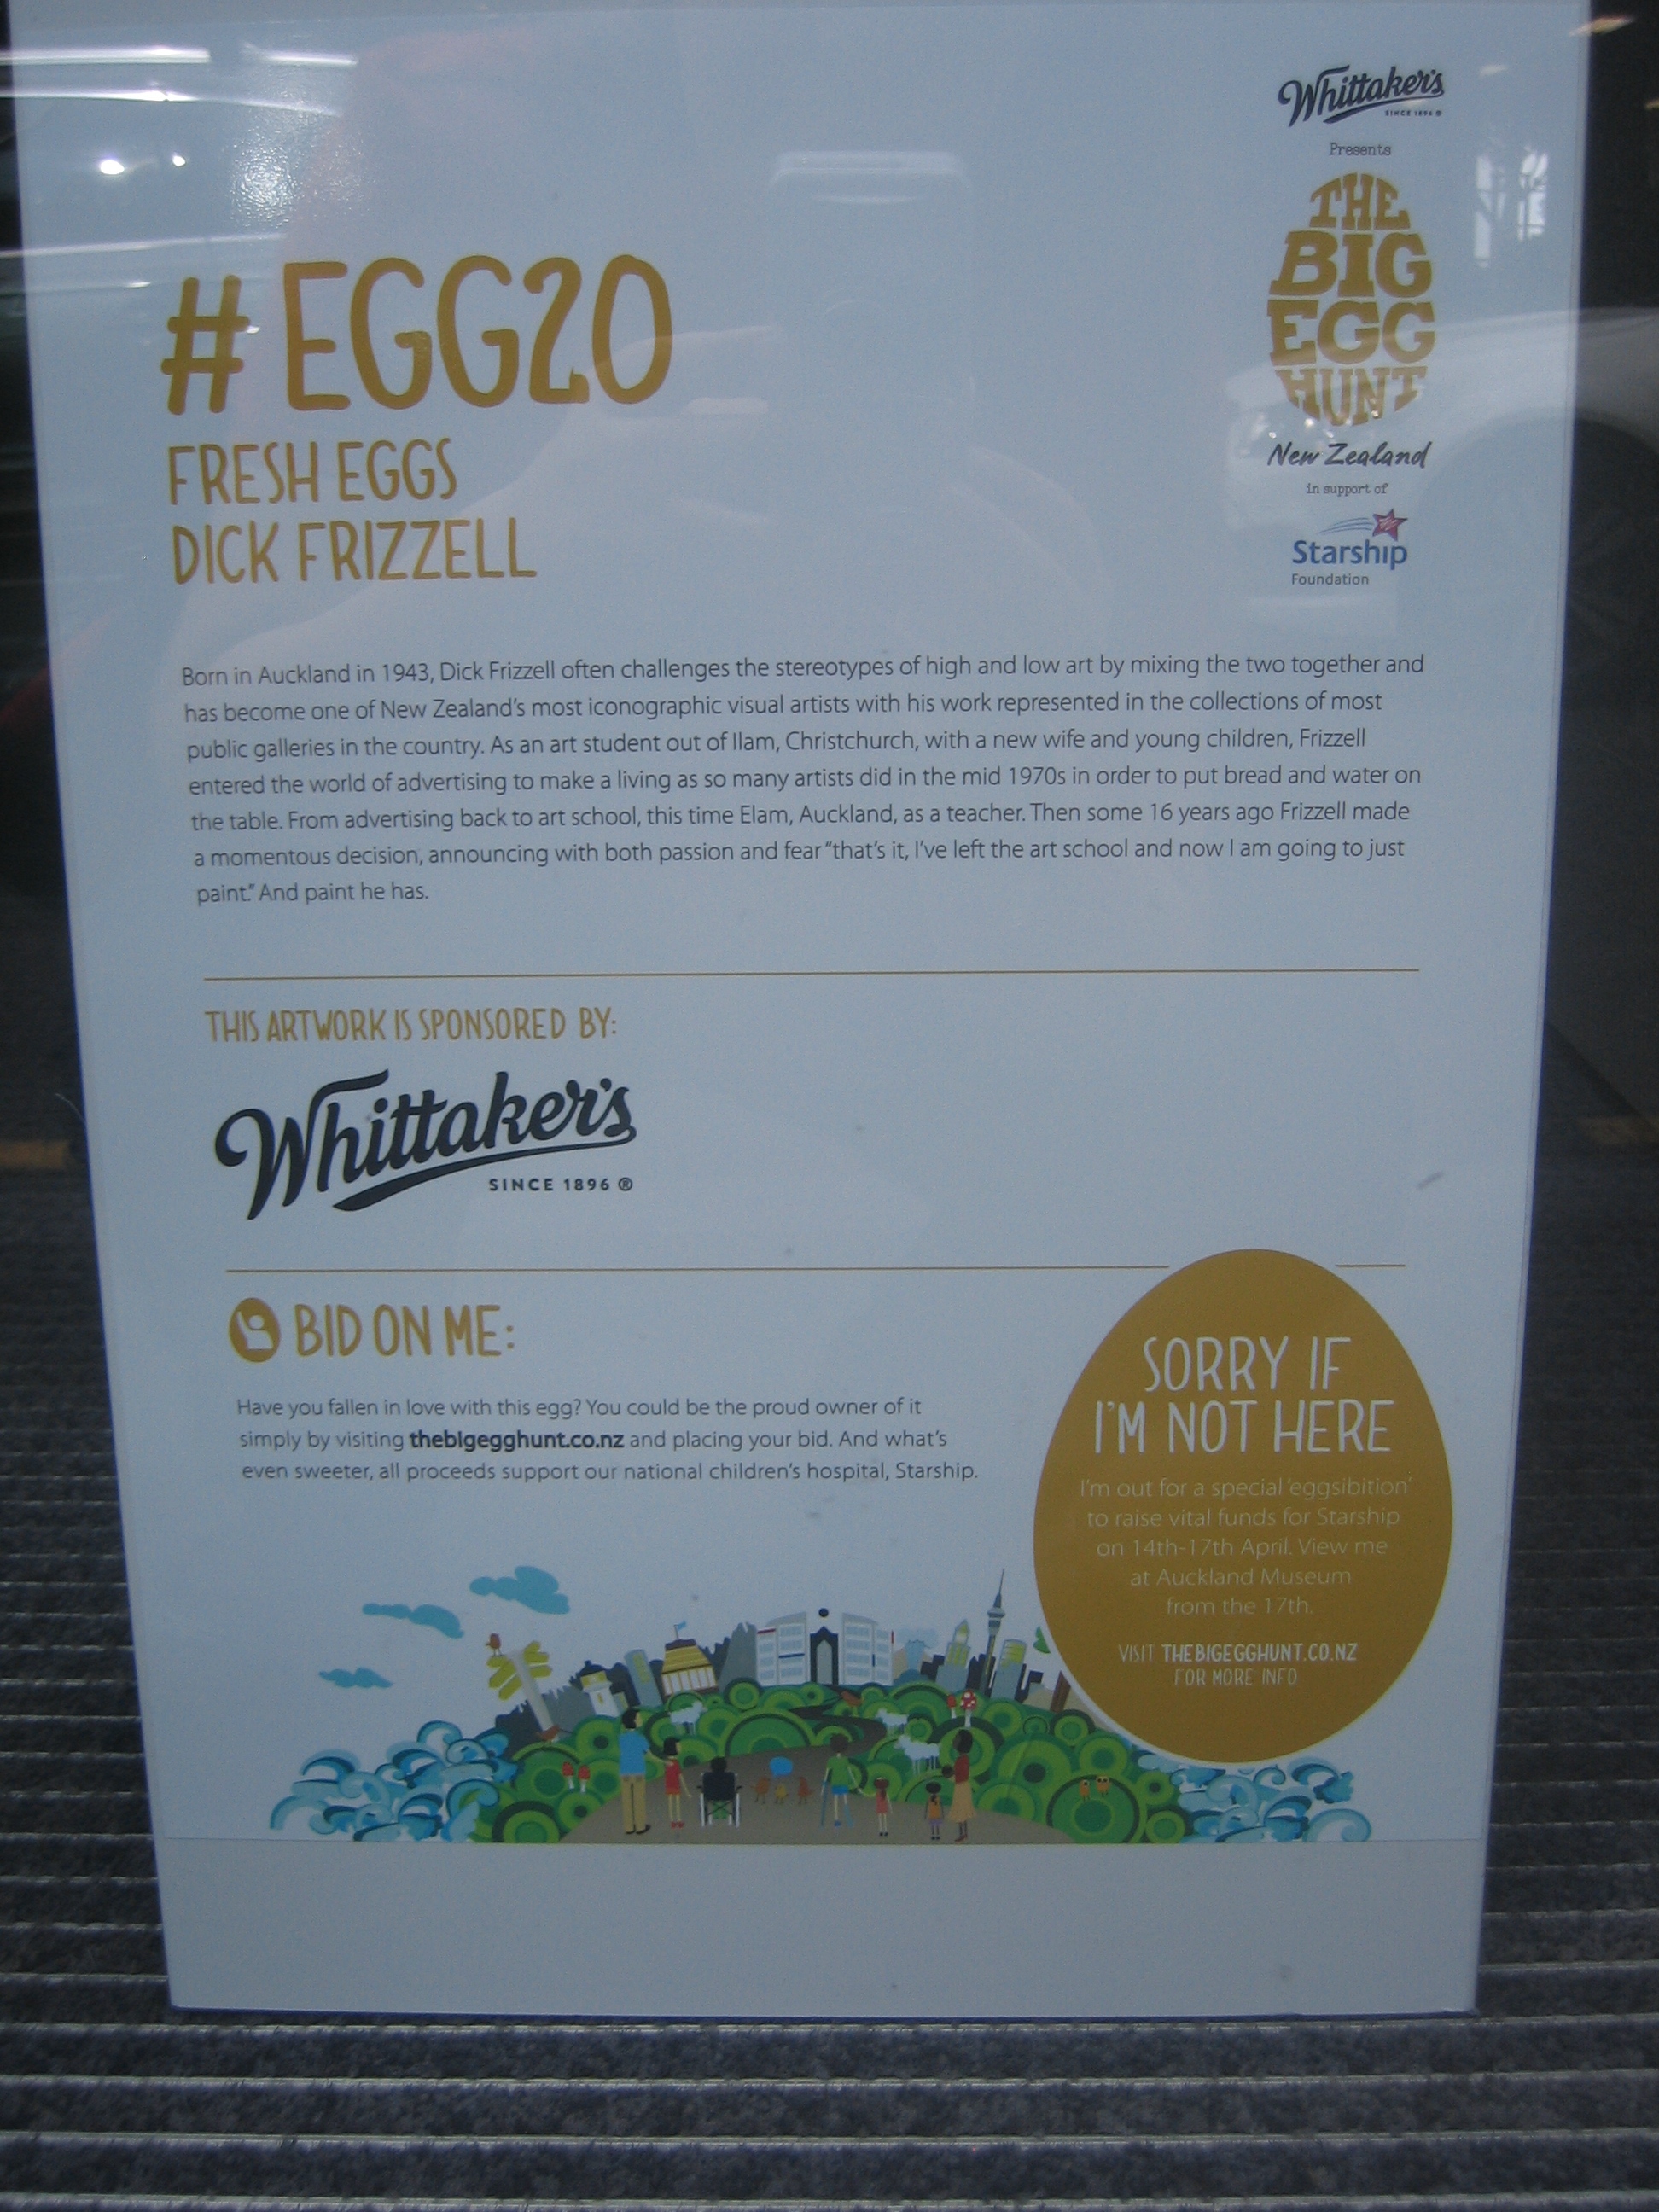 Whittaker's
SINCE 1896 ®
Presents
THE
BIG
EGG
HUNT
New Zealand
in support of
Starship
Foundation
#EGG20
FRESH EGGS
DICK FRIZZELL
Born in Auckland in 1943, Dick Frizzell often challenges the stereotypes of high and low art by mixing the two together and
has become one of New Zealand's most iconographic visual artists with his work represented in the collections of most
public galleries in the country. As an art student out of Ilam, Christchurch, with a new wife and young children, Frizzell
entered the world of advertising to make a living as so many artists did in the mid 1970s in order to put bread and water on
the table. From advertising back to art school, this time Elam, Auckland, as a teacher. Then some 16 years ago Frizzell made
a momentous decision, announcing with both passion and fear "that's it, I've left the art school and now I am going to just
paint." And paint he has.
THIS ARTWORK IS SPONSORED BY:
Whittaker's
SINCE 1896 ®
BID ON ME:
Have you fallen in love with this egg? You could be the proud owner of it
simply by visiting thebigegghunt.co.nz and placing your bid. And what's
even sweeter, all proceeds support our national children's hospital, Starship.
SORRY IF
I'M NOT HERE
I'm out for a special 'eggsibition'
to raise vital funds for Starship
on 14th-17th April. View me
at Auckland Museum
from the 17th.
VISIT THEBIGEGGHUNT.CO.NZ
FOR MORE INFO